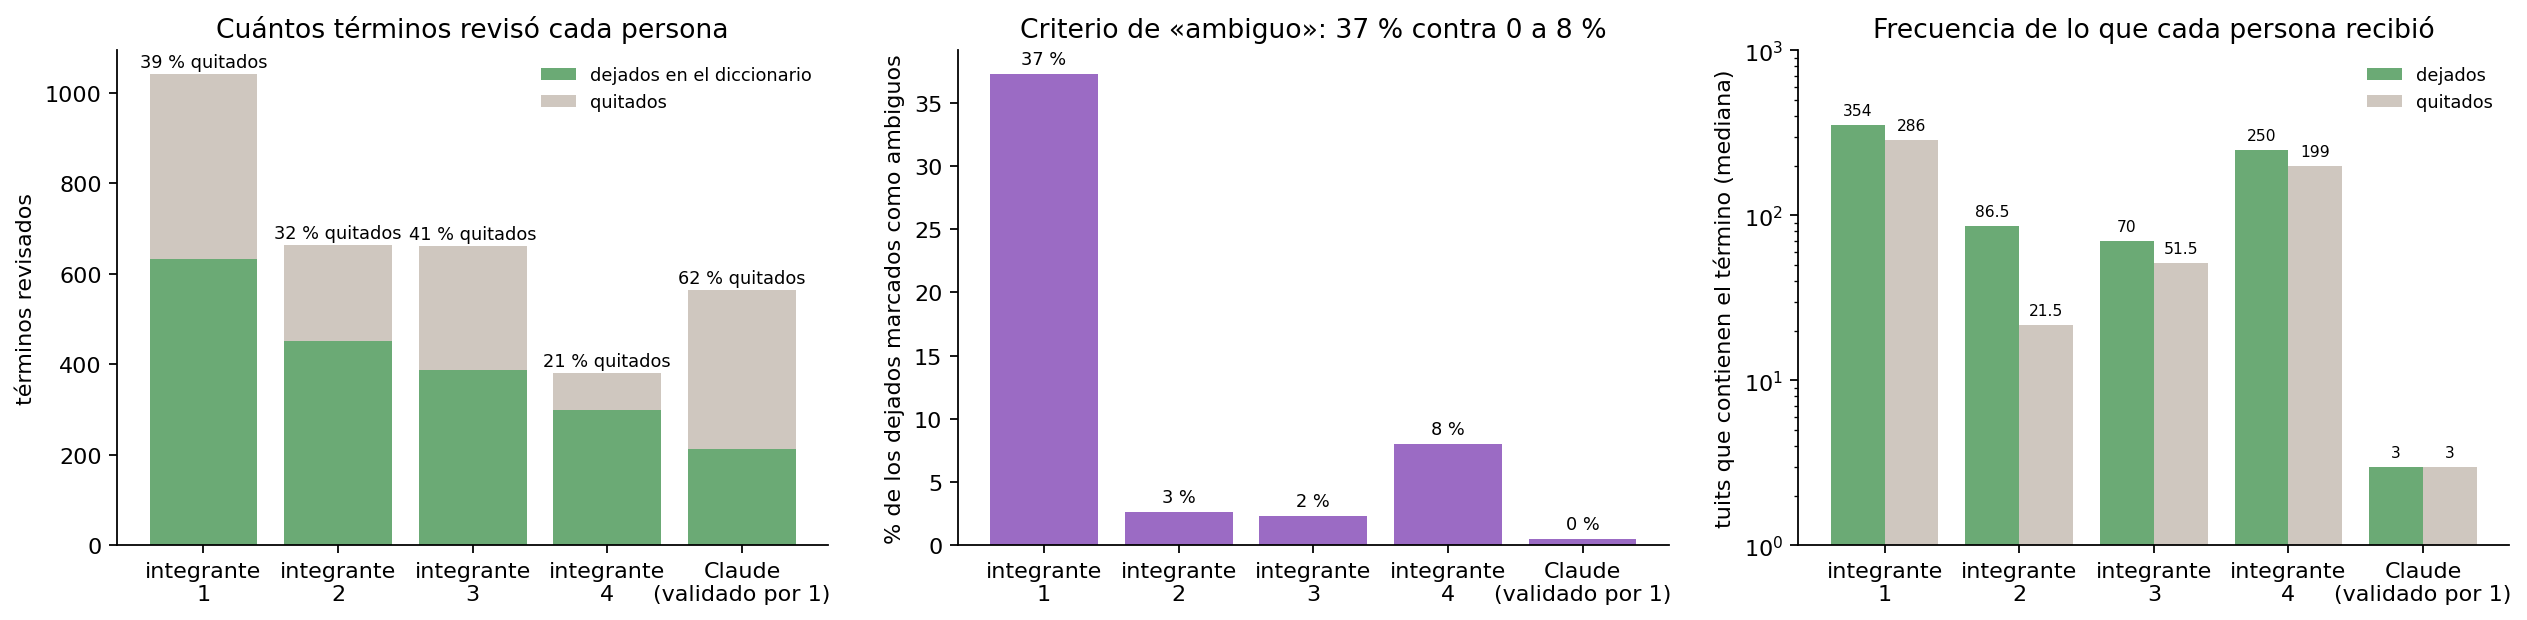 Cuántos términos revisó cada persona
términos revisados
1000
800
600
400
200
0
39 % quitados
32 % quitados
41 % quitados
21 % quitados
62 % quitados
dejados en el diccionario
quitados
integrante
1
integrante
2
integrante
3
integrante
4
Claude
(validado por 1)
Criterio de «ambiguo»: 37 % contra 0 a 8 %
% de los dejados marcados como ambiguos
35
30
25
20
15
10
5
0
37 %
3 %
2 %
8 %
0 %
integrante
1
integrante
2
integrante
3
integrante
4
Claude
(validado por 1)
Frecuencia de lo que cada persona recibió
tuits que contienen el término (mediana)
10³
10²
10¹
10⁰
354
286
86.5
21.5
70
51.5
250
199
3
3
dejados
quitados
integrante
1
integrante
2
integrante
3
integrante
4
Claude
(validado por 1)